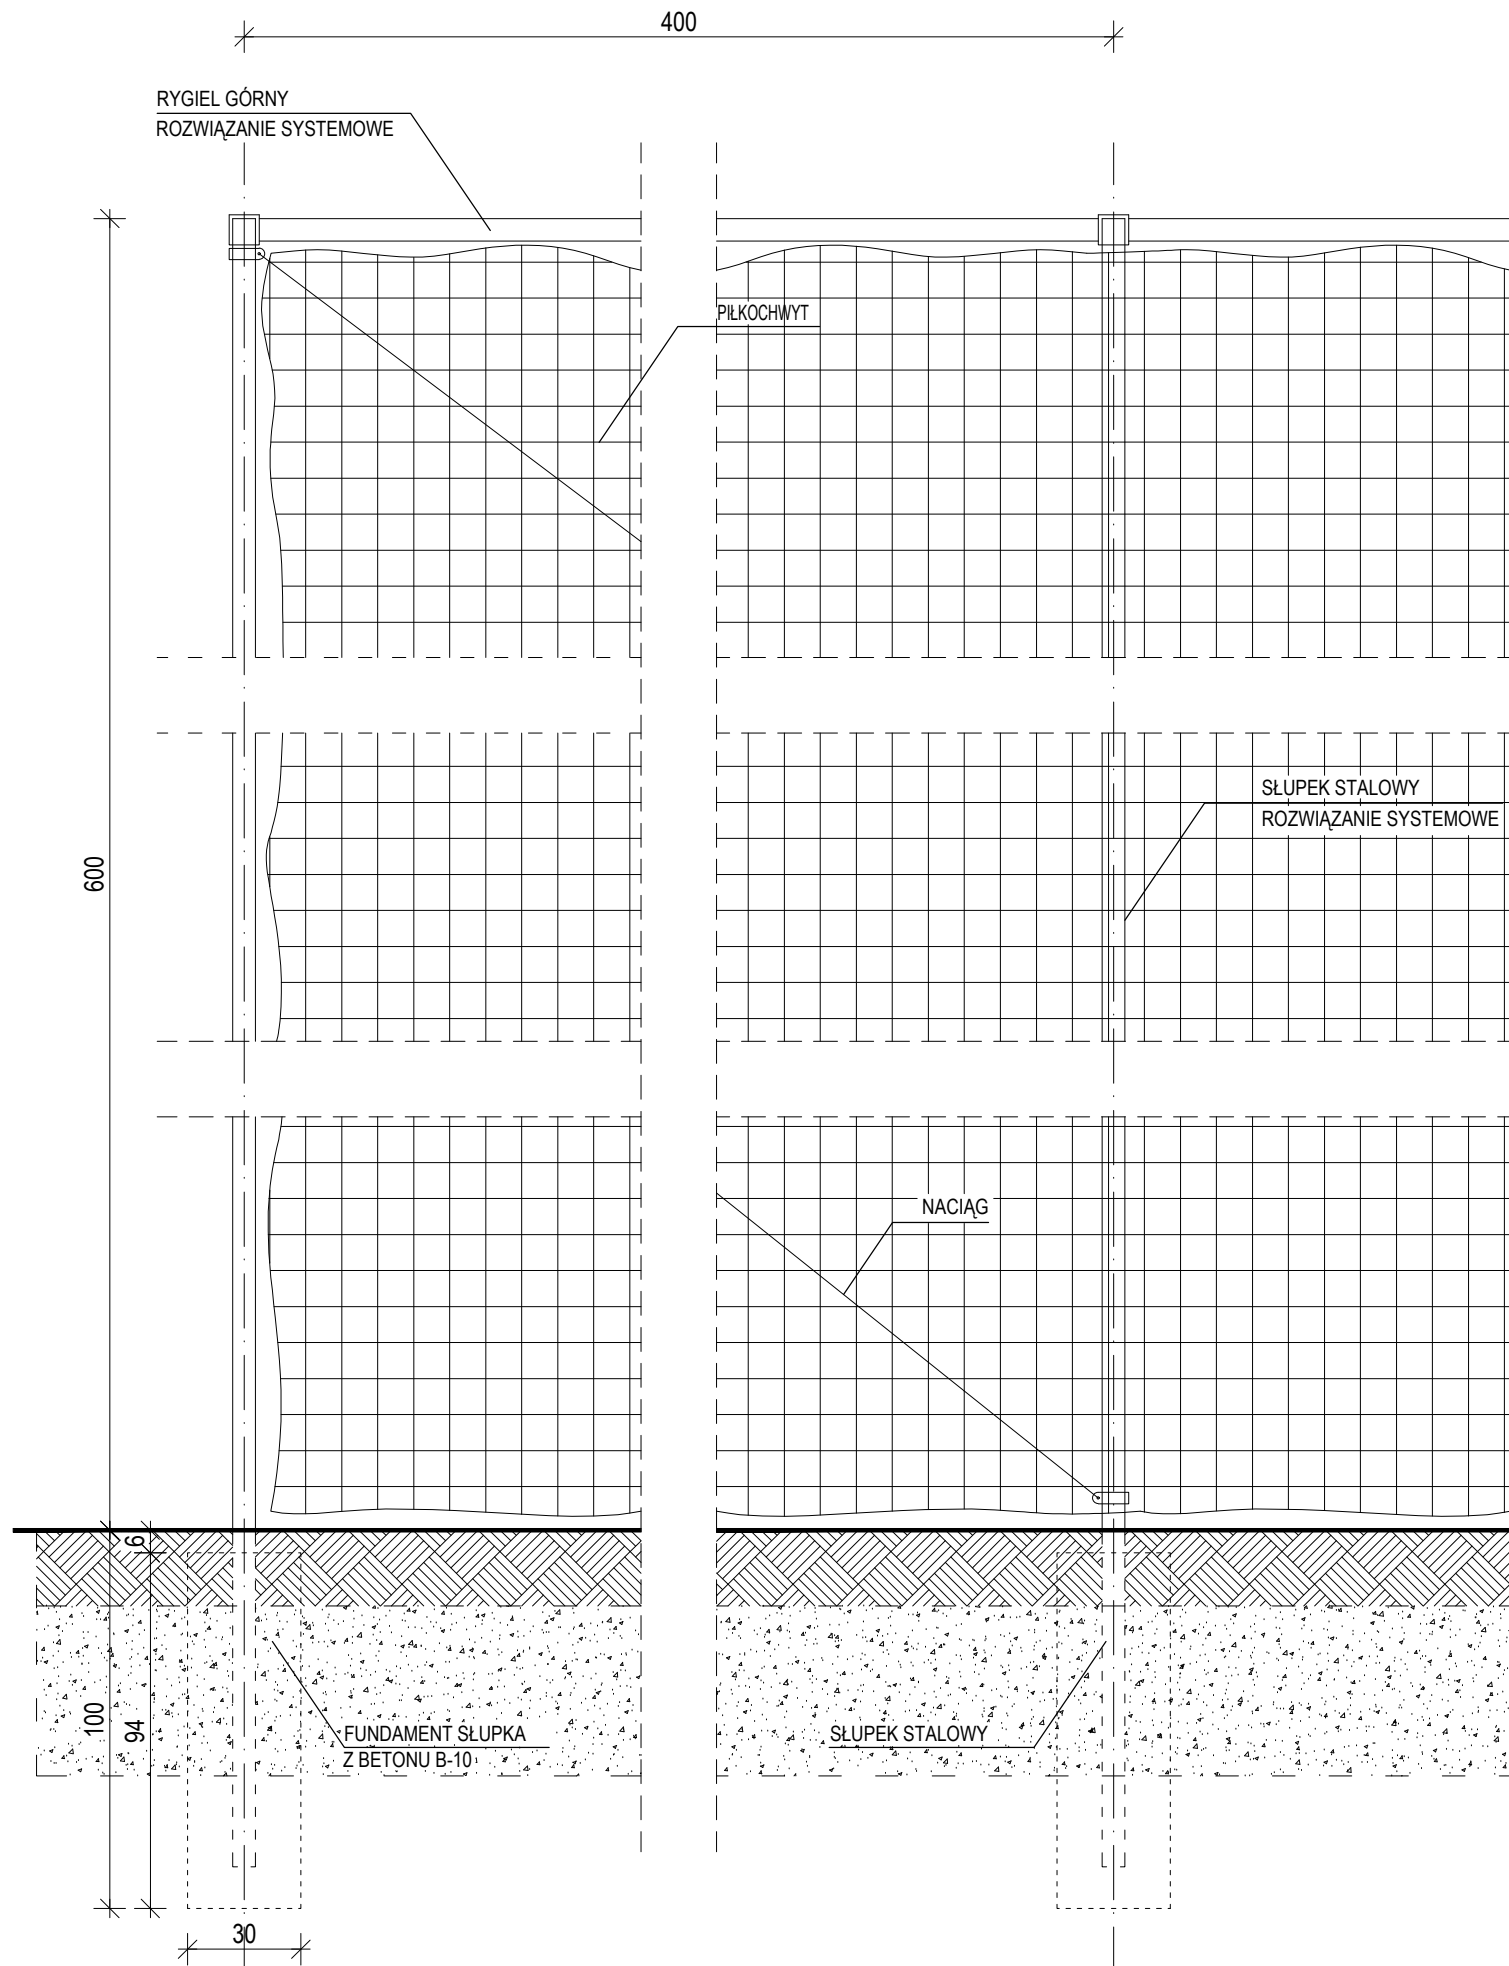 400
RYGIEL GÓRNY
ROZWIĄZANIE SYSTEMOWE
PIŁKOCHWYT
SŁUPEK STALOWY
ROZWIĄZANIE SYSTEMOWE
600
NACIĄG
6
100
94
FUNDAMENT SŁUPKA
Z BETONU B-10
SŁUPEK STALOWY
30